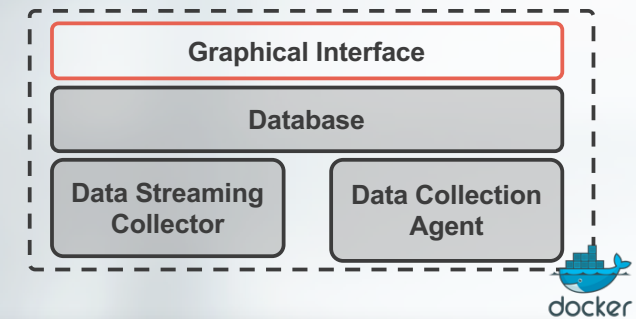 Graphical Interface
Database
Data Streaming
Collector
Data Collection
Agent
docker